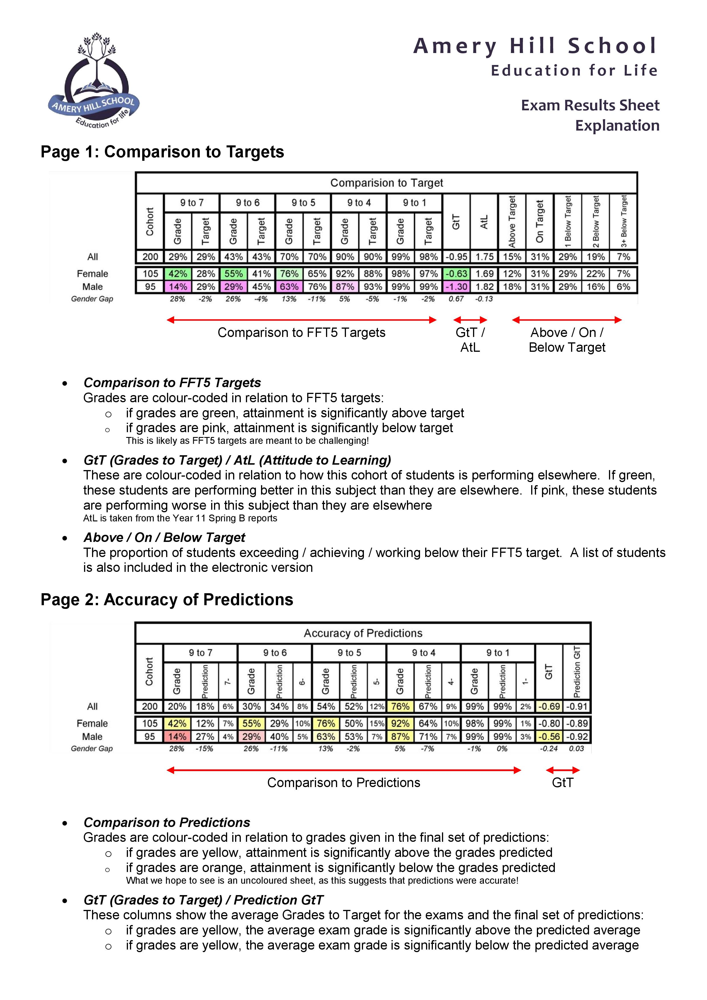 AMERY HILL SCHOOL
Education for life
Amery Hill School
Education for Life
Exam Results Sheet
Explanation
Page 1: Comparison to Targets
Comparision to Target
Cohort 9 to 7 9 to 6 9 to 5 9 to 4 9 to 1 GtT AtL Above Target On Target 1 Below Target 2 Below Target 3+ Below Target
Grade Target Grade Target Grade Target Grade Target Grade Target
All 200 29% 29% 43% 43% 70% 70% 90% 90% 99% 98% -0.95 1.75 15% 31% 29% 19% 7%
Female 105 42% 28% 55% 41% 76% 65% 92% 88% 98% 97% -0.63 1.69 12% 31% 29% 22% 7%
Male 95 14% 29% 29% 45% 63% 76% 87% 93% 99% 99% -1.30 1.82 18% 31% 29% 16% 6%
Gender Gap 28% -2% 26% -4% 13% -11% 5% -5% -1% -2% 0.67 -0.13
Comparison to FFT5 Targets GtT / Above / On /
AtL Below Target
• Comparison to FFT5 Targets
Grades are colour-coded in relation to FFT5 targets:
o if grades are green, attainment is significantly above target
o if grades are pink, attainment is significantly below target
This is likely as FFT5 targets are meant to be challenging!
• GtT (Grades to Target) / AtL (Attitude to Learning)
These are colour-coded in relation to how this cohort of students is performing elsewhere. If green,
these students are performing better in this subject than they are elsewhere. If pink, these students
are performing worse in this subject than they are elsewhere
AtL is taken from the Year 11 Spring B reports
• Above / On / Below Target
The proportion of students exceeding / achieving / working below their FFT5 target. A list of students
is also included in the electronic version
Page 2: Accuracy of Predictions
Accuracy of Predictions
Cohort 9 to 7 9 to 6 9 to 5 9 to 4 9 to 1 GtT Prediction GtT
Grade Prediction 7- Grade Prediction 6- Grade Prediction 5- Grade Prediction 4- Grade Prediction 1-
All 200 20% 18% 6% 30% 34% 8% 54% 52% 12% 76% 67% 9% 99% 99% 2% -0.69 -0.91
Female 105 42% 12% 7% 55% 29% 10% 76% 50% 15% 92% 64% 10% 98% 99% 1% -0.80 -0.89
Male 95 14% 27% 4% 29% 40% 5% 63% 53% 7% 87% 71% 7% 99% 99% 3% -0.56 -0.92
Gender Gap 28% -15% 26% -11% 13% -2% 5% -7% -1% 0% -0.24 0.03
Comparison to Predictions GtT
• Comparison to Predictions
Grades are colour-coded in relation to grades given in the final set of predictions:
o if grades are yellow, attainment is significantly above the grades predicted
o if grades are orange, attainment is significantly below the grades predicted
What we hope to see is an uncoloured sheet, as this suggests that predictions were accurate!
• GtT (Grades to Target) / Prediction GtT
These columns show the average Grades to Target for the exams and the final set of predictions:
o if grades are yellow, the average exam grade is significantly above the predicted average
o if grades are yellow, the average exam grade is significantly below the predicted average